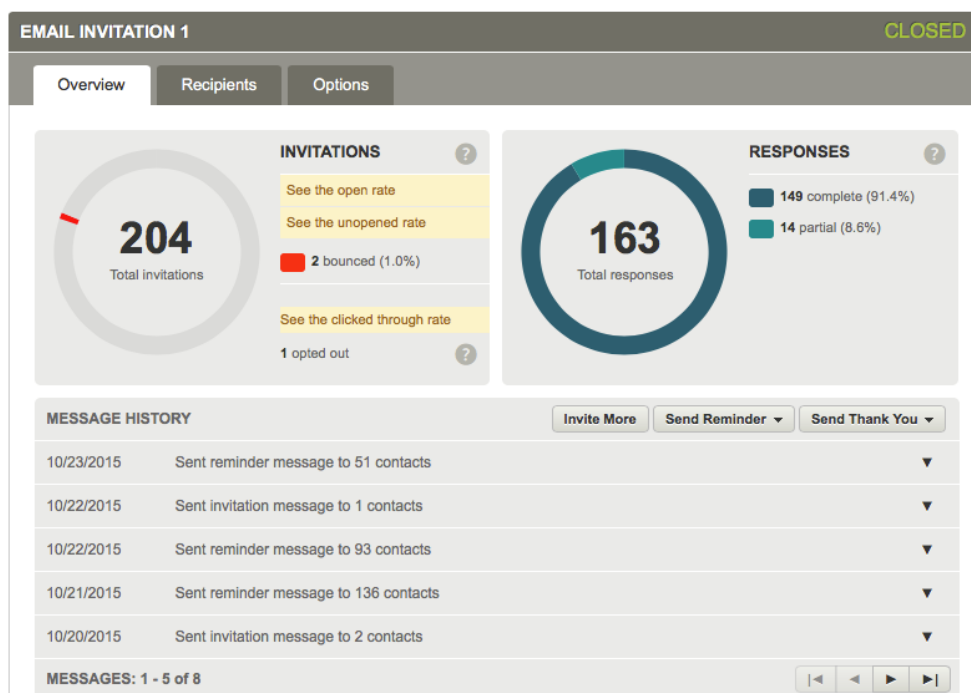 EMAIL INVITATION 1
CLOSED
Overview
Recipients
Options
204
Total invitations
INVITATIONS
?
See the open rate
See the unopened rate
2 bounced (1.0%)
See the clicked through rate
1 opted out
?
163
Total responses
RESPONSES
?
149 complete (91.4%)
14 partial (8.6%)
MESSAGE HISTORY
Invite More
Send Reminder
Send Thank You
10/23/2015 Sent reminder message to 51 contacts
10/22/2015 Sent invitation message to 1 contacts
10/22/2015 Sent reminder message to 93 contacts
10/21/2015 Sent reminder message to 136 contacts
10/20/2015 Sent invitation message to 2 contacts
MESSAGES: 1 - 5 of 8